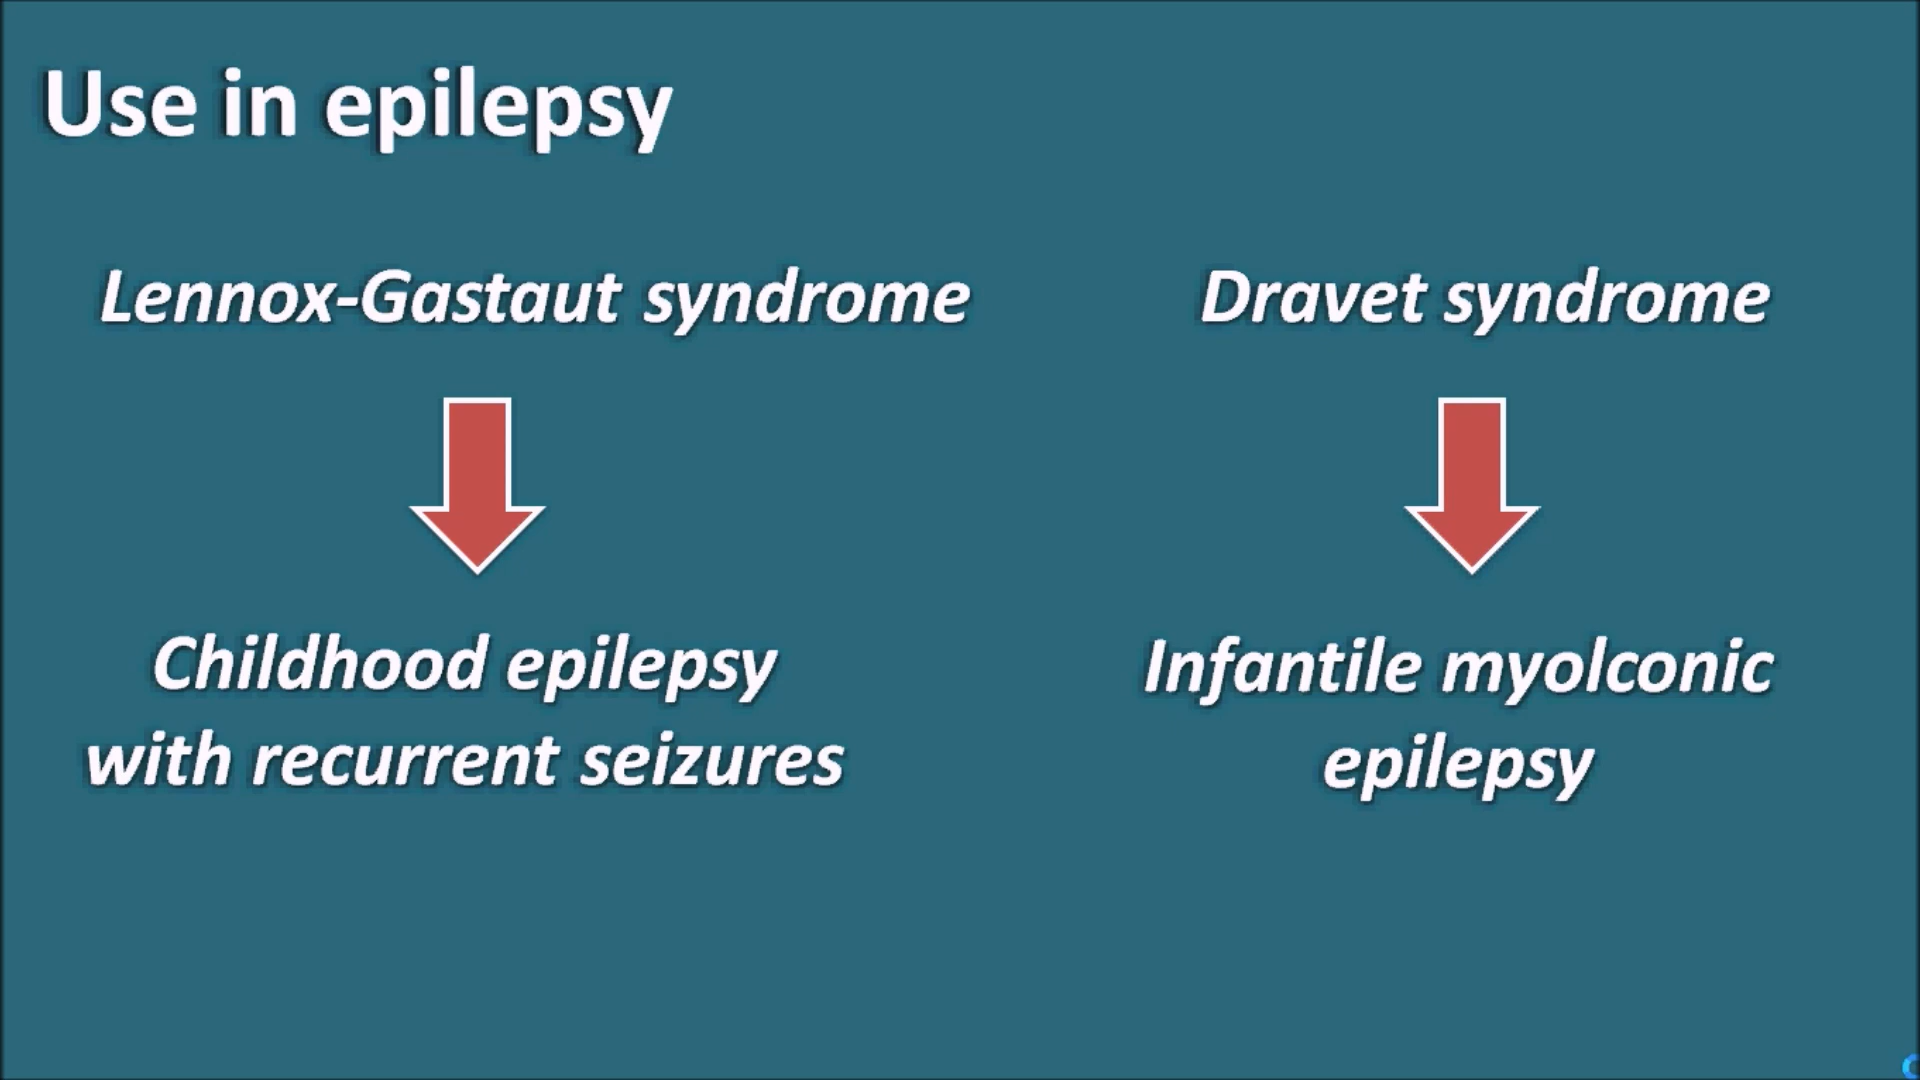 Use in epilepsy
Lennox-Gastaut syndrome
Dravet syndrome
Childhood epilepsy
with recurrent seizures
Infantile myolconic
epilepsy